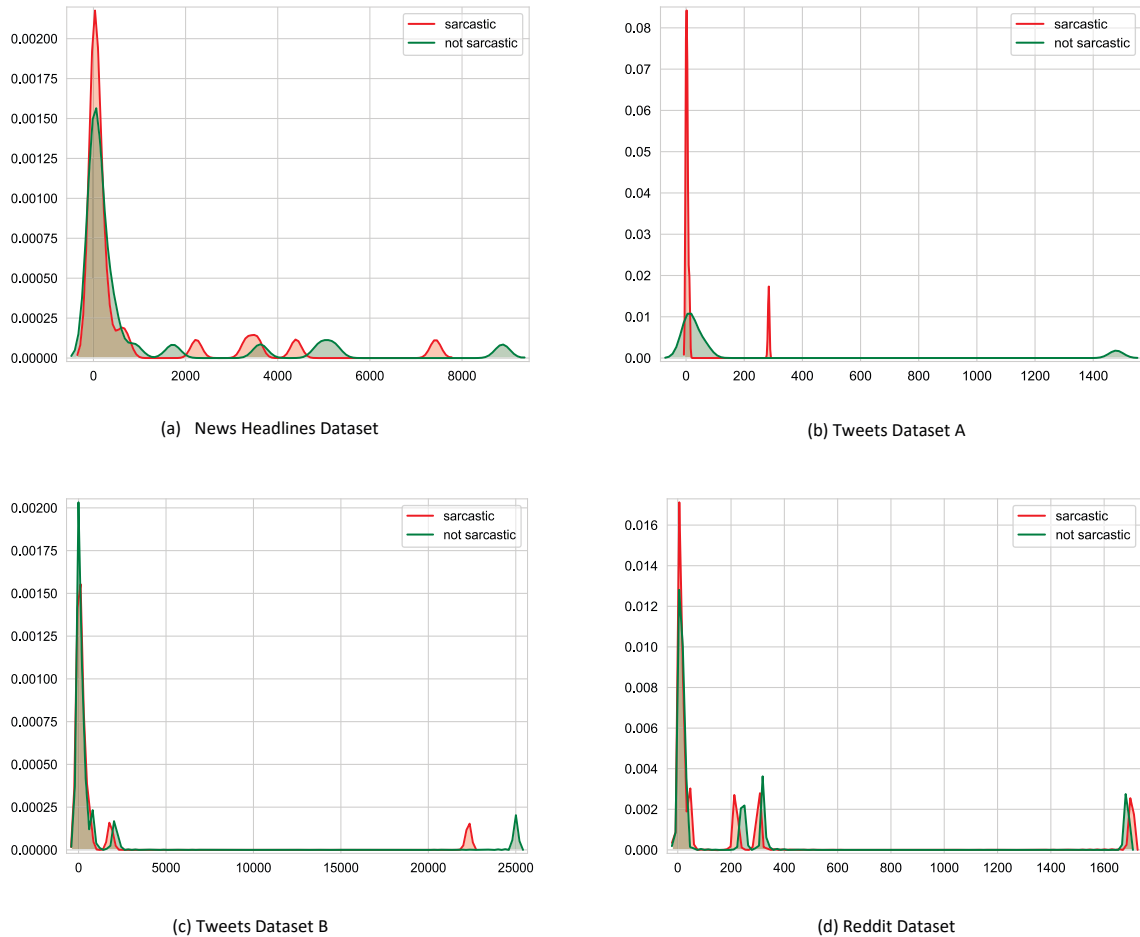 0.00200
0.00175
0.00150
0.00125
0.00100
0.00075
0.00050
0.00025
0.00000
0 2000 4000 6000 8000
sarcastic
not sarcastic
(a) News Headlines Dataset
0.08
0.07
0.06
0.05
0.04
0.03
0.02
0.01
0.00
0 200 400 600 800 1000 1200 1400
sarcastic
not sarcastic
(b) Tweets Dataset A
0.00200
0.00175
0.00150
0.00125
0.00100
0.00075
0.00050
0.00025
0.00000
0 5000 10000 15000 20000 25000
sarcastic
not sarcastic
(c) Tweets Dataset B
0.016
0.014
0.012
0.010
0.008
0.006
0.004
0.002
0.000
0 200 400 600 800 1000 1200 1400 1600
sarcastic
not sarcastic
(d) Reddit Dataset